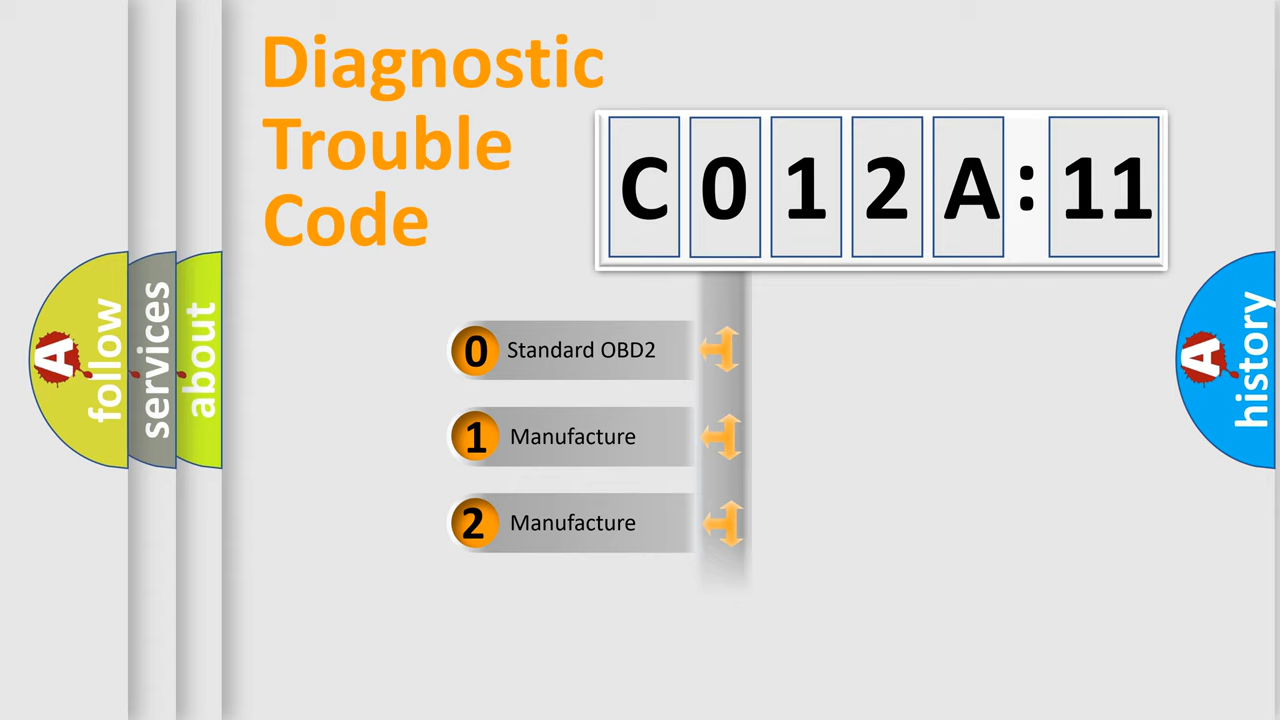 Diagnostic
Trouble
Code
C 0 1 2 A : 11
0 Standard OBD2
1 Manufacture
2 Manufacture
A follow
services
about
A history